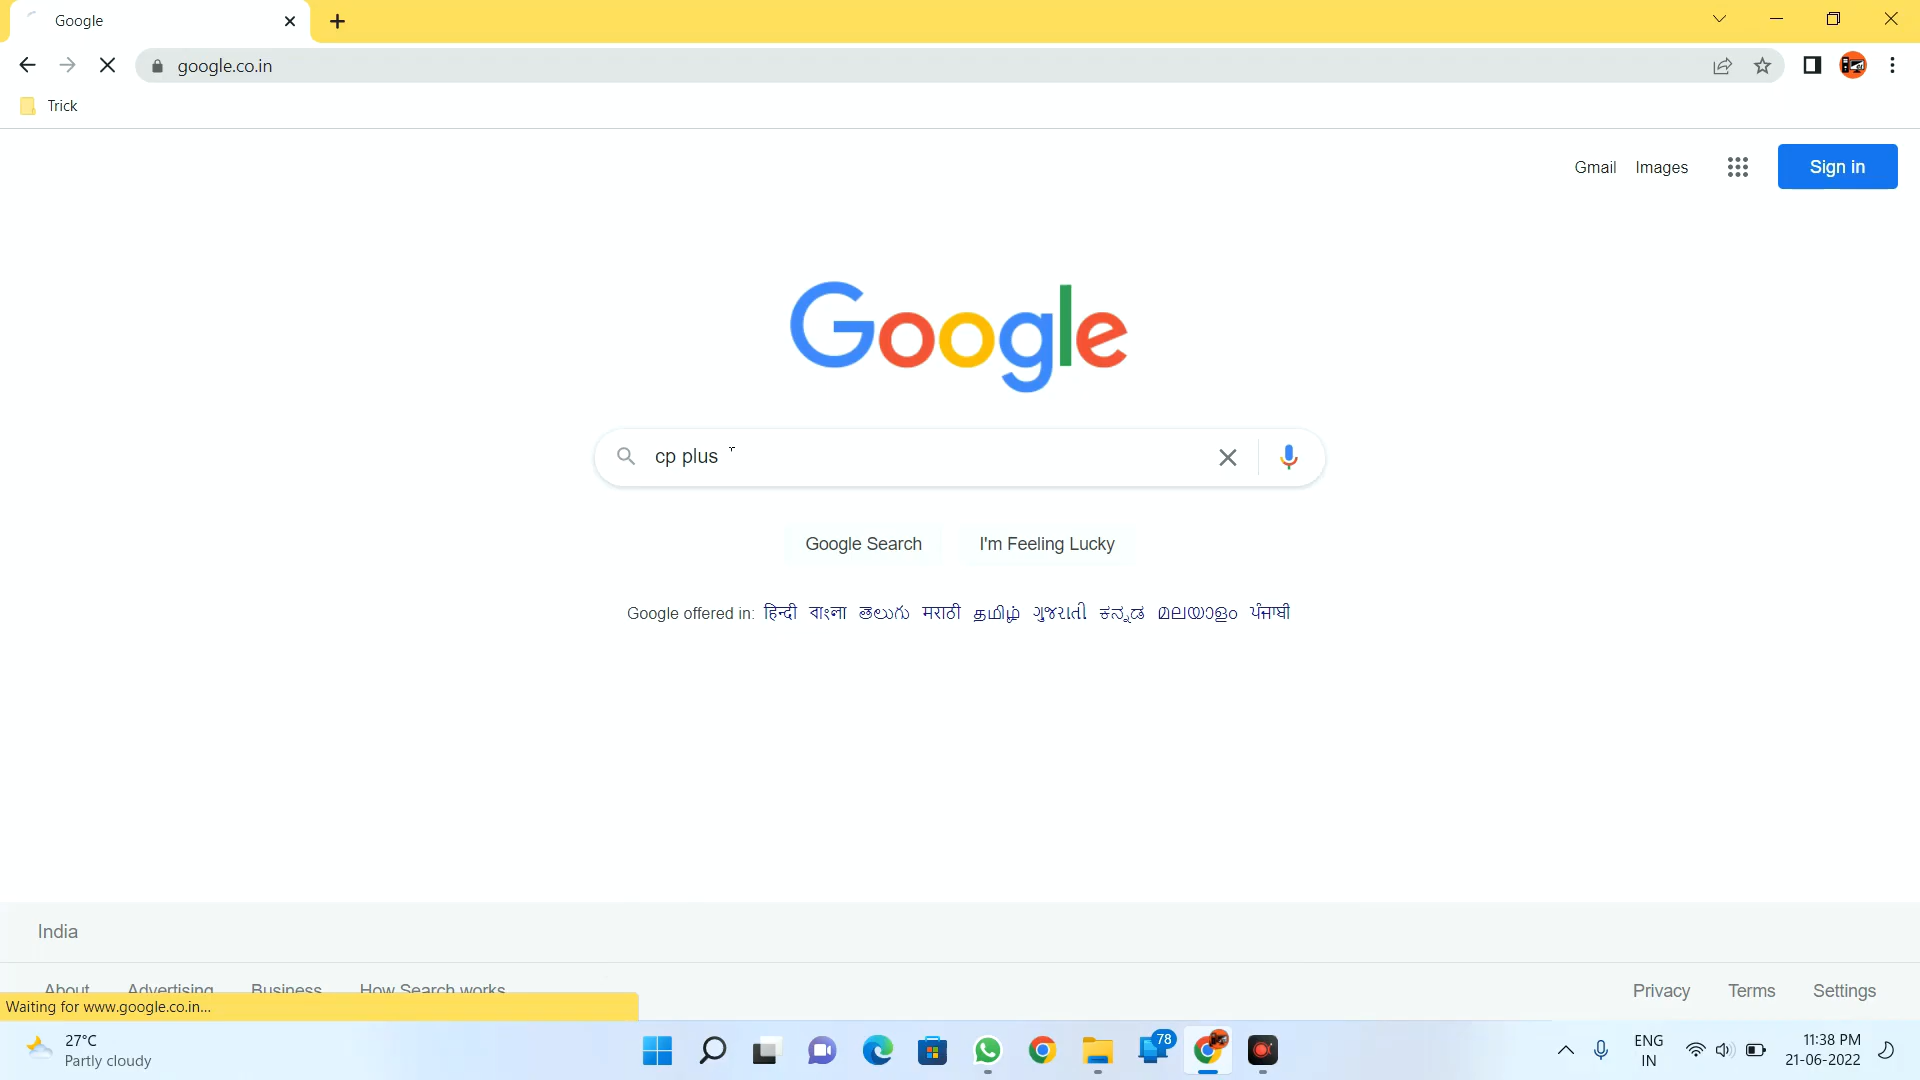 Google
google.co.in
Trick
Gmail Images Sign in
Google
cp plus
Google Search I'm Feeling Lucky
Google offered in: हिन्दी বাংলা తెలుగు मराठी தமிழ் ગુજરાતી ಕನ್ನಡ മലയാളം ਪੰਜਾਬੀ
India
About Advertising Business How Search works Privacy Terms Settings
Waiting for www.google.co.in...
27°C
Partly cloudy
78
ENG
IN
11:38 PM
21-06-2022